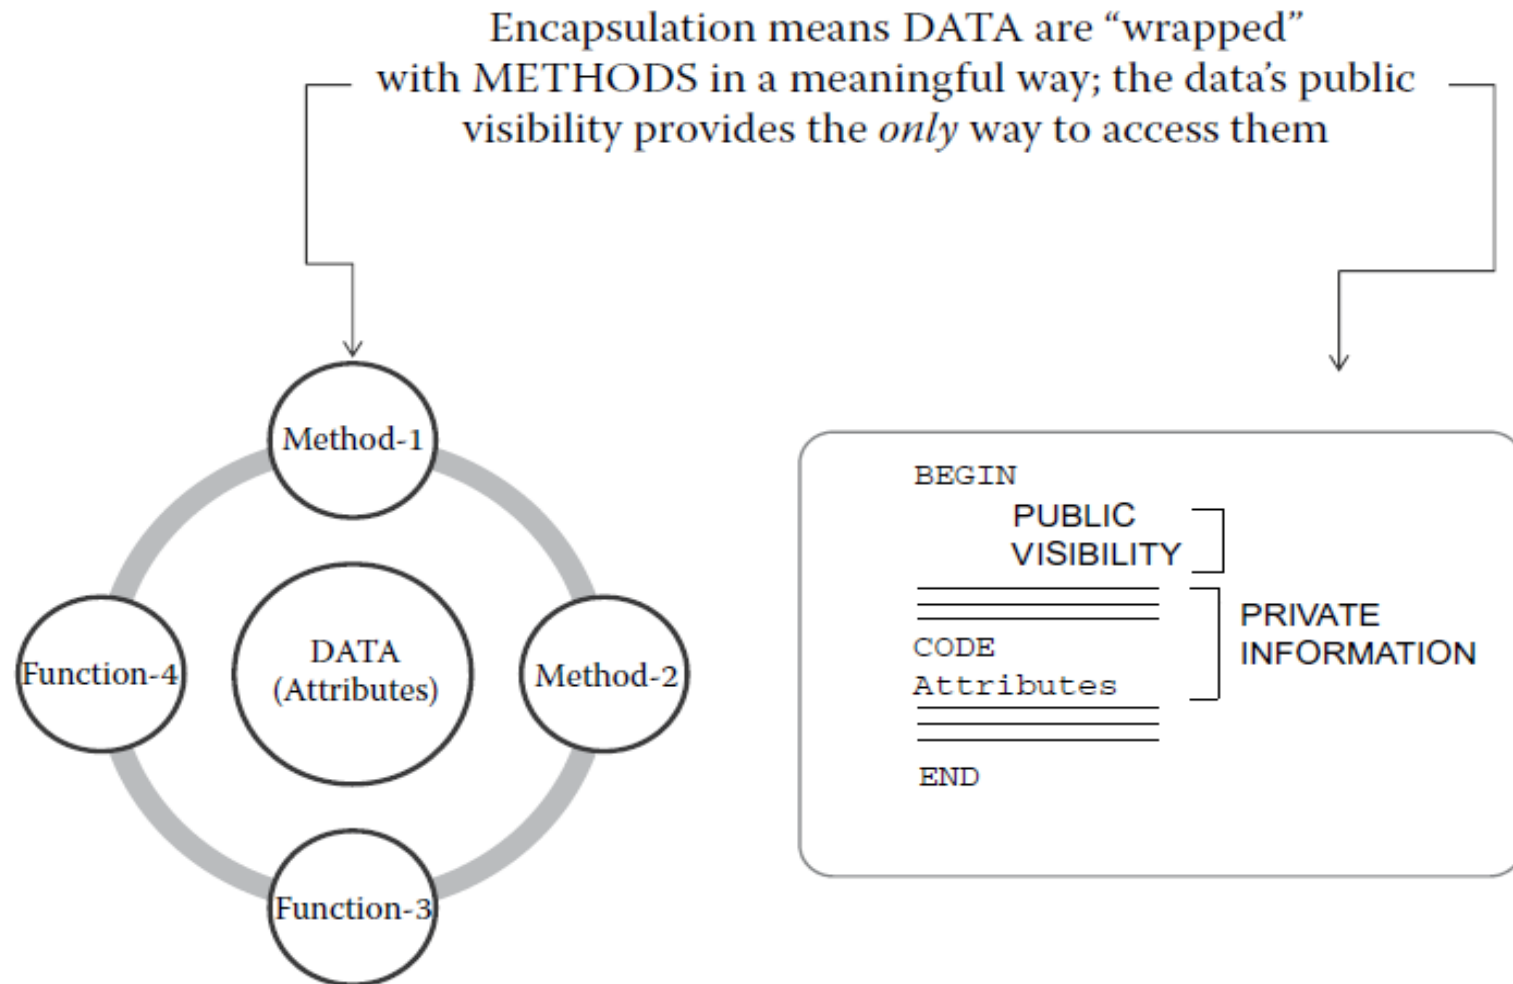 Encapsulation means DATA are “wrapped”
with METHODS in a meaningful way; the data’s public
visibility provides the only way to access them
Method-1
Function-4
DATA
(Attributes)
Method-2
Function-3
BEGIN
PUBLIC
VISIBILITY
PRIVATE
INFORMATION
CODE
Attributes
END